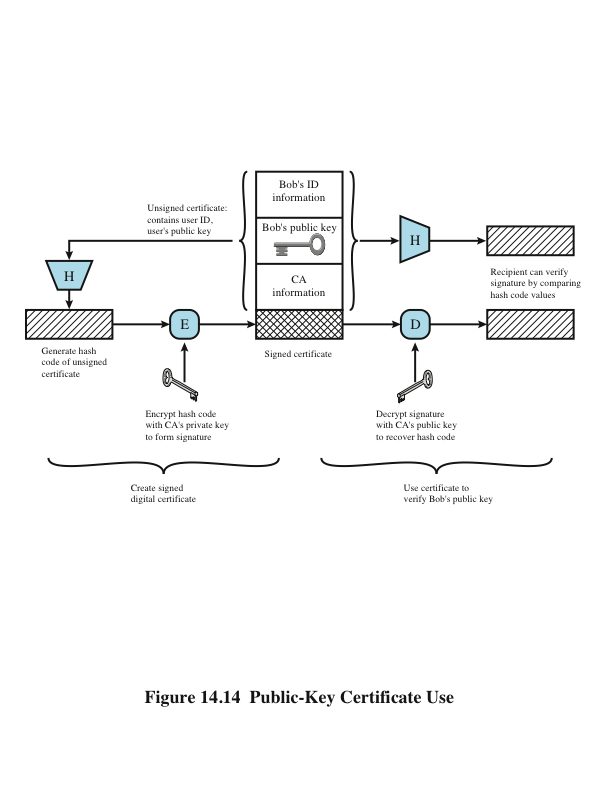 Bob's ID
information
Unsigned certificate:
contains user ID,
user's public key
Bob's public key
H
H
CA
information
Recipient can verify
signature by comparing
hash code values
E
D
Generate hash
code of unsigned
certificate
Signed certificate
Encrypt hash code
with CA's private key
to form signature
Decrypt signature
with CA's public key
to recover hash code
Create signed
digital certificate
Use certificate to
verify Bob's public key
Figure 14.14  Public-Key Certificate Use